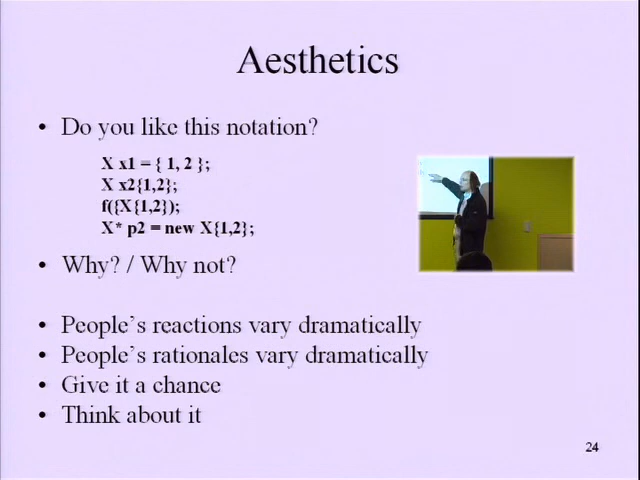 Aesthetics
• Do you like this notation?
X x1 = { 1, 2 };
X x2{1,2};
f({X{1,2});
X* p2 = new X{1,2};
• Why? / Why not?
• People's reactions vary dramatically
• People's rationales vary dramatically
• Give it a chance
• Think about it
24